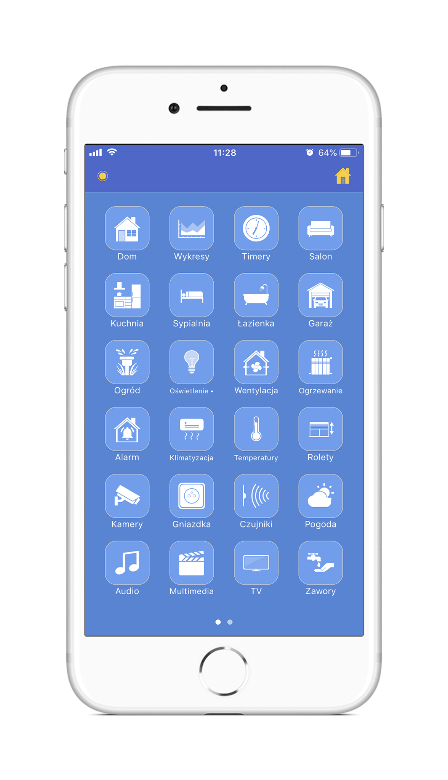 11:28
64%
Dom
Wykresy
Timery
Salon
Kuchnia
Sypialnia
Łazienka
Garaż
Ogród
Oświetlenie
Wentylacja
Ogrzewanie
Alarm
Klimatyzacja
Temperatury
Rolety
Kamery
Gniazdka
Czujniki
Pogoda
Audio
Multimedia
TV
Zawory